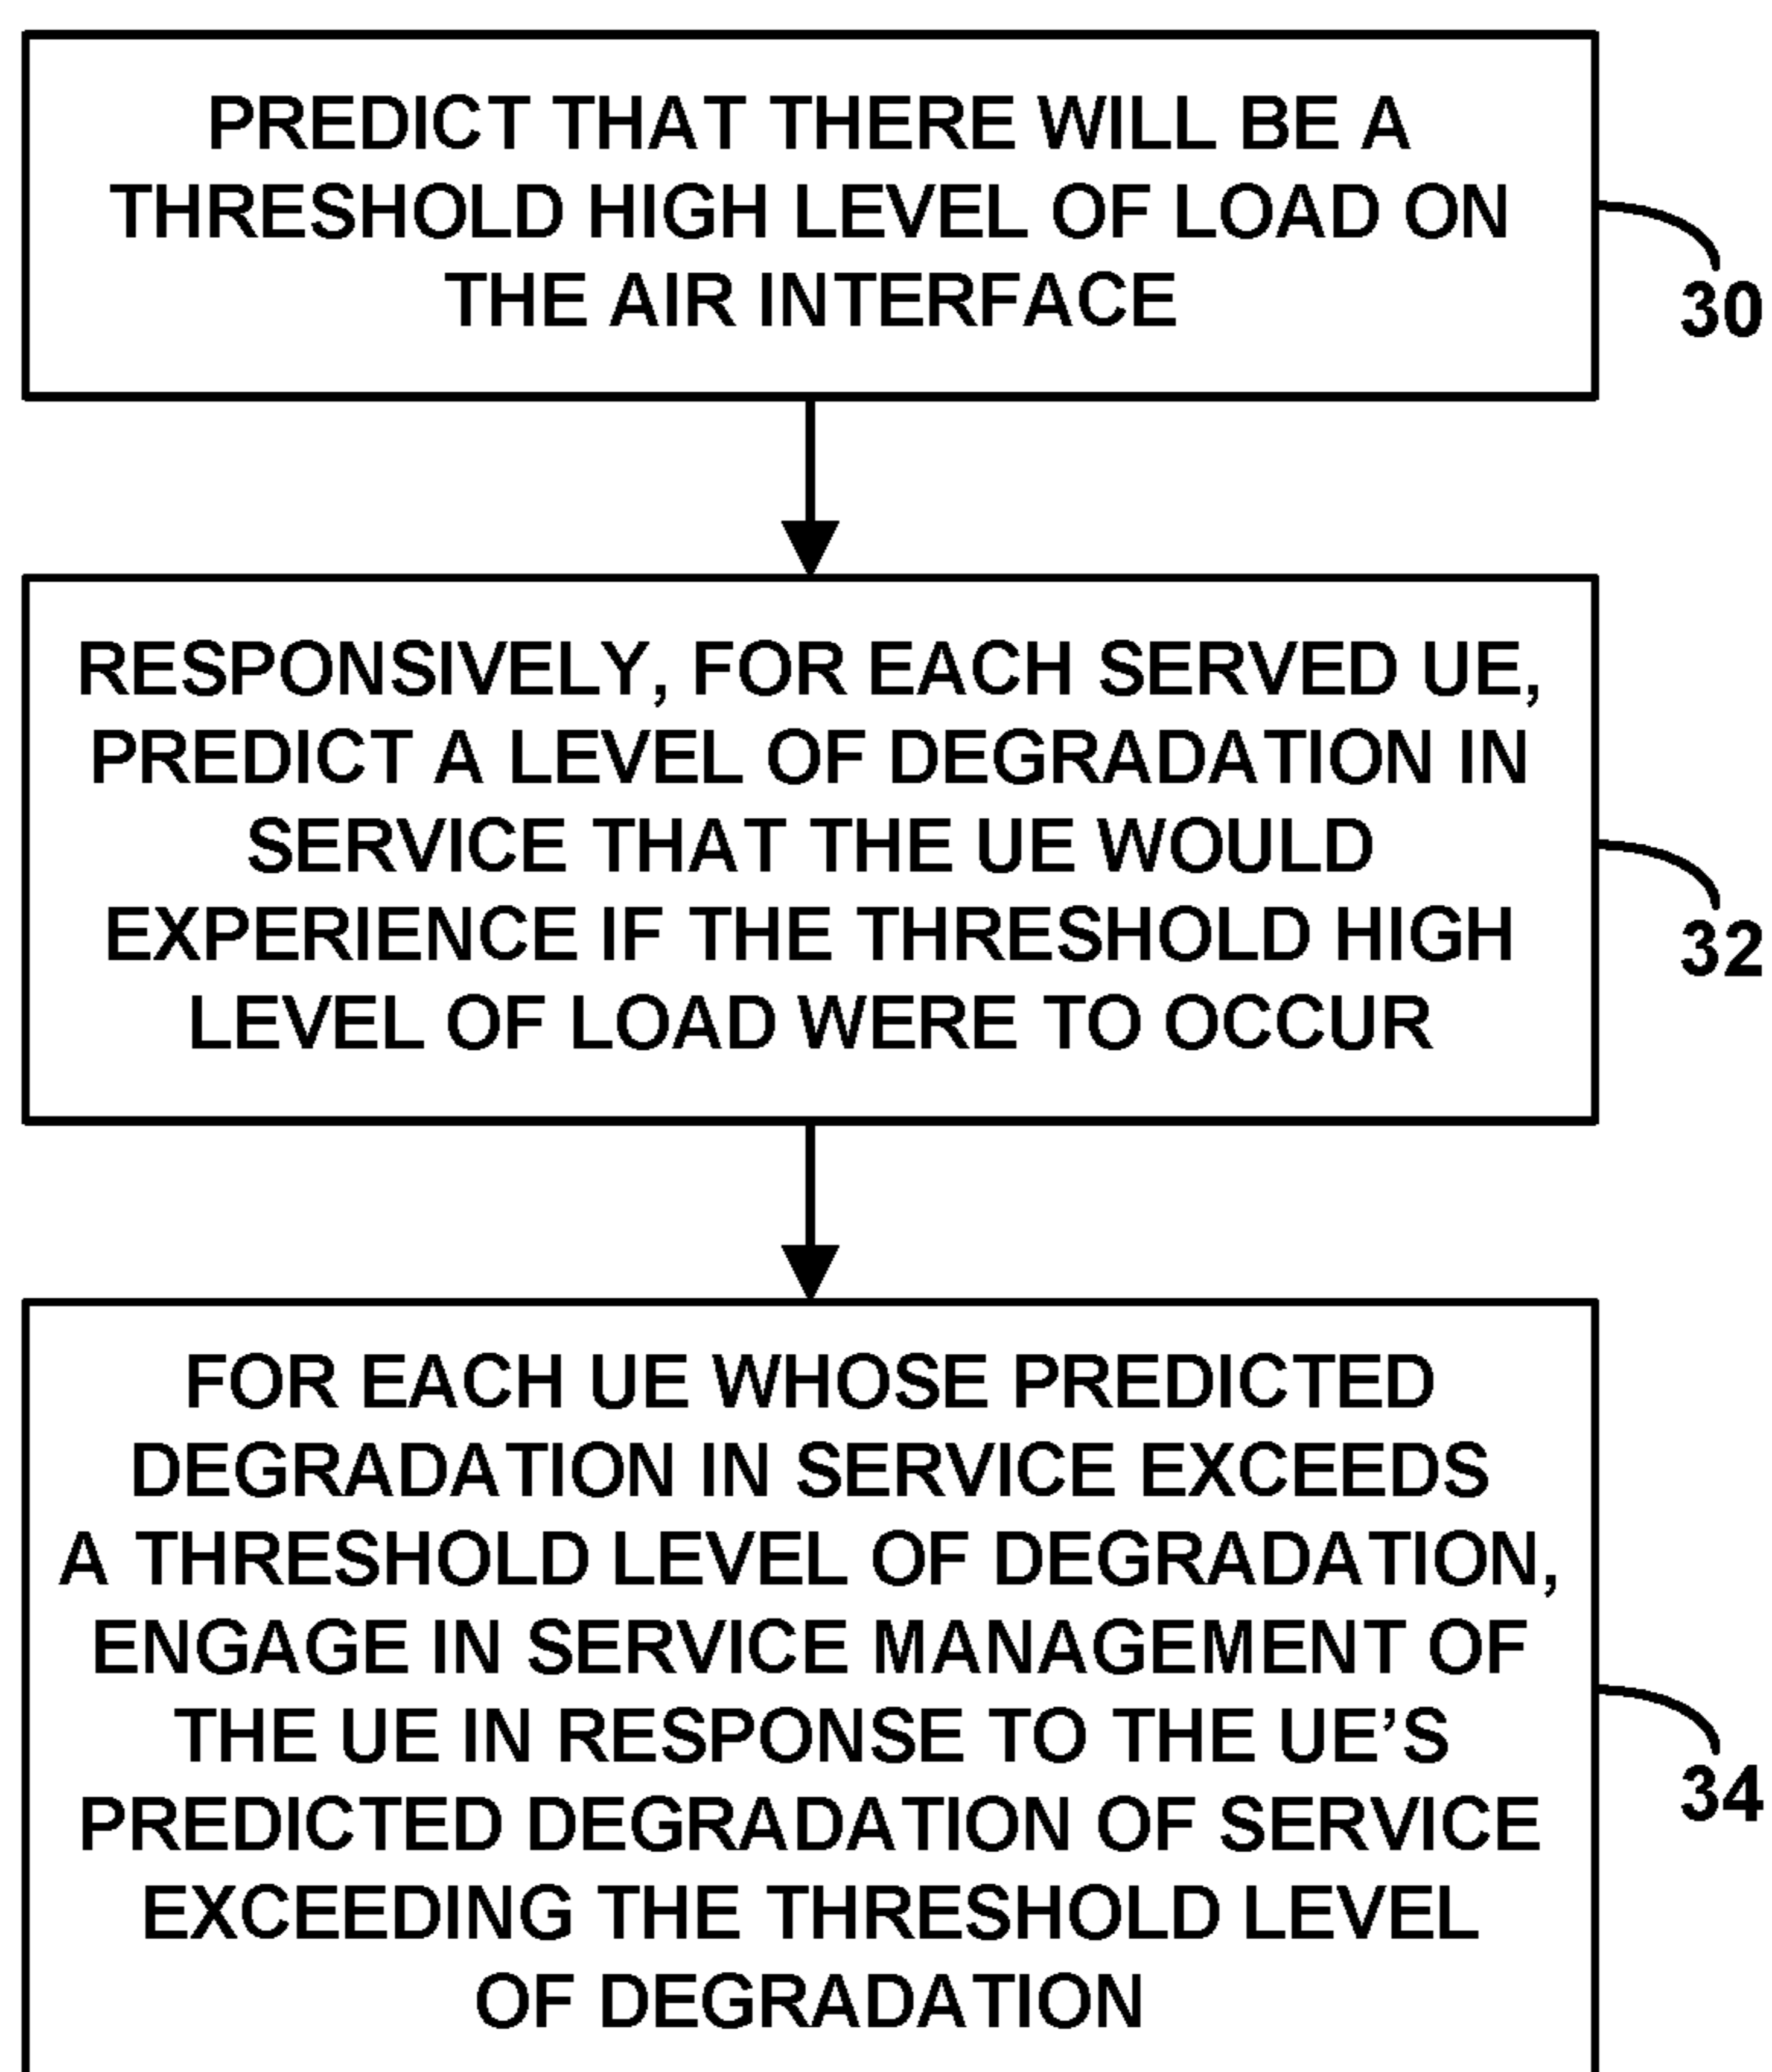 PREDICT THAT THERE WILL BE A
THRESHOLD HIGH LEVEL OF LOAD ON
THE AIR INTERFACE
30
RESPONSIVELY, FOR EACH SERVED UE,
PREDICT A LEVEL OF DEGRADATION IN
SERVICE THAT THE UE WOULD
EXPERIENCE IF THE THRESHOLD HIGH
LEVEL OF LOAD WERE TO OCCUR
32
FOR EACH UE WHOSE PREDICTED
DEGRADATION IN SERVICE EXCEEDS
A THRESHOLD LEVEL OF DEGRADATION,
ENGAGE IN SERVICE MANAGEMENT OF
THE UE IN RESPONSE TO THE UE’S
PREDICTED DEGRADATION OF SERVICE
EXCEEDING THE THRESHOLD LEVEL
OF DEGRADATION
34